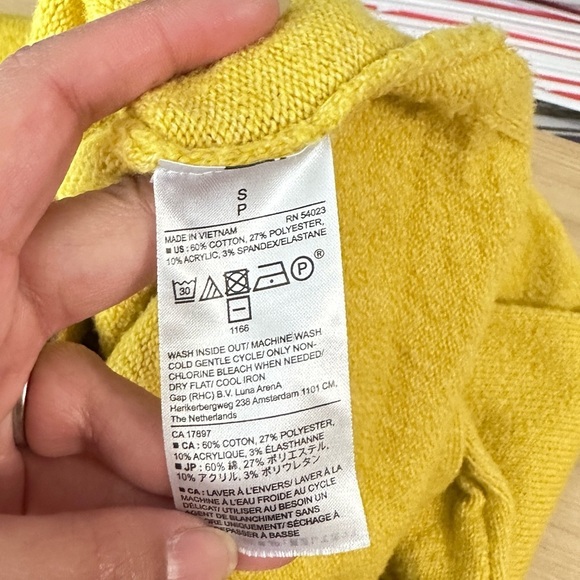 S
P
MADE IN VIETNAM RN 54023
■ US : 60% COTTON, 27% POLYESTER,
10% ACRYLIC, 3% SPANDEX/ELASTANE
30 P ®
1166
WASH INSIDE OUT/ MACHINE WASH
COLD GENTLE CYCLE/ ONLY NON-
CHLORINE BLEACH WHEN NEEDED/
DRY FLAT/ COOL IRON
Gap (RHC) B.V. Luna ArenA
Herikerbergweg 238 Amsterdam 1101 CM.
The Netherlands
CA 17897
■ CA : 60% COTTON, 27% POLYESTER,
10% ACRYLIQUE, 3% ÉLASTHANNE
■ JP : 60% 綿, 27% ポリエステル,
10% アクリル, 3% ポリウレタン
■ CA : LAVER À L'ENVERS/ LAVER À LA
MACHINE À L'EAU FROIDE AU CYCLE
DÉLICAT/ UTILISER AU BESOIN UN
AGENT DE BLANCHIMENT SANS
UNIQUEMENT/ SÉCHAGE À
À BASSE